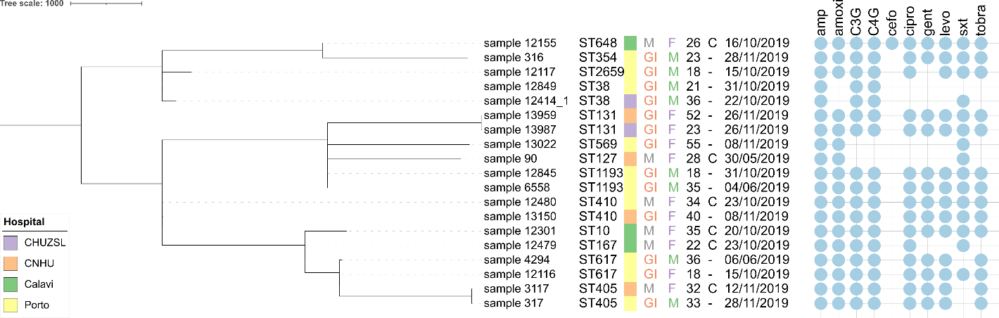 Tree scale: 1000
amp amoxi C3G C4G cefo cipro gent levo sxt tobra
sample 12155 ST648 M F 26 C 16/10/2019
sample 316 ST354 GI M 23 - 28/11/2019
sample 12117 ST2659 GI M 18 - 15/10/2019
sample 12849 ST38 GI M 21 - 31/10/2019
sample 12414_1 ST38 GI M 36 - 22/10/2019
sample 13959 ST131 GI F 52 - 26/11/2019
sample 13987 ST131 GI F 23 - 26/11/2019
sample 13022 ST569 GI F 55 - 08/11/2019
sample 90 ST127 M F 28 C 30/05/2019
sample 12845 ST1193 GI M 18 - 31/10/2019
sample 6558 ST1193 GI M 35 - 04/06/2019
sample 12480 ST410 M F 34 C 23/10/2019
sample 13150 ST410 GI F 40 - 08/11/2019
sample 12301 ST10 M F 35 C 20/10/2019
sample 12479 ST167 M F 22 C 23/10/2019
sample 4294 ST617 GI M 36 - 06/06/2019
sample 12116 ST617 GI F 18 - 15/10/2019
sample 3117 ST405 M F 32 C 12/11/2019
sample 317 ST405 GI M 33 - 28/11/2019
Hospital
CHUZSL
CNHU
Calavi
Porto